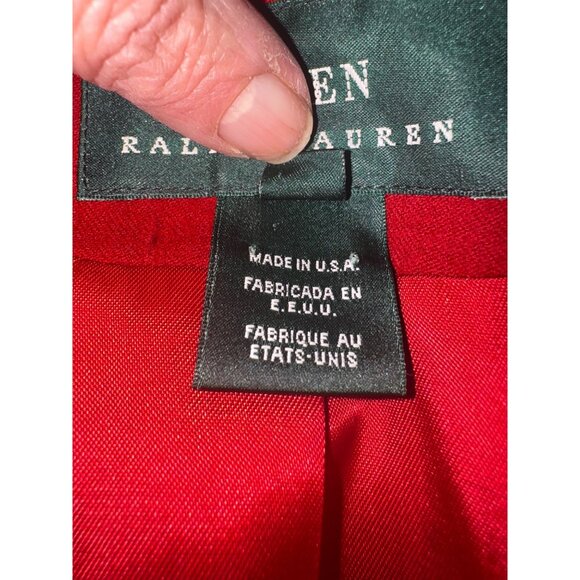 EN
RAL AUREN
MADE IN U.S.A.
FABRICADA EN
E.E.U.U.
FABRIQUE AU
ETATS-UNIS